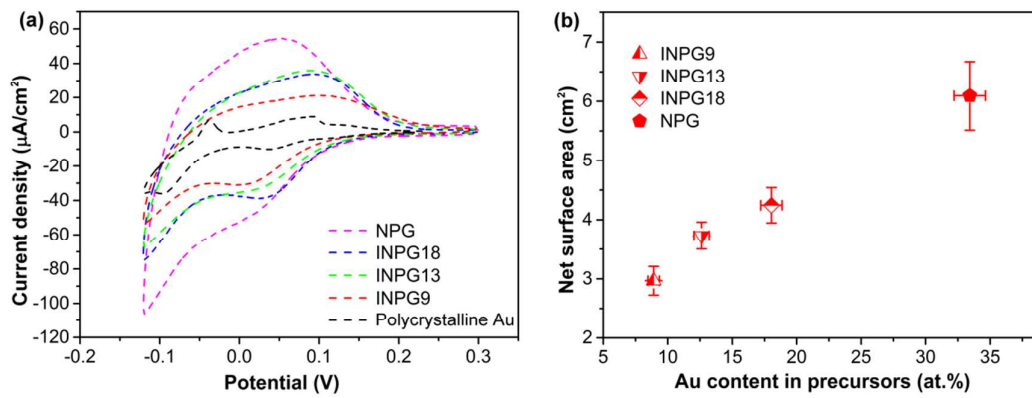 (a)
60
40
20
0
-20
-40
-60
-80
-100
-120
Current density (μA/cm²)
NPG
INPG18
INPG13
INPG9
Polycrystalline Au
-0.2 -0.1 0.0 0.1 0.2 0.3
Potential (V)
(b)
7
6
5
4
3
2
Net surface area (cm²)
INPG9
INPG13
INPG18
NPG
5 10 15 20 25 30 35
Au content in precursors (at.%)